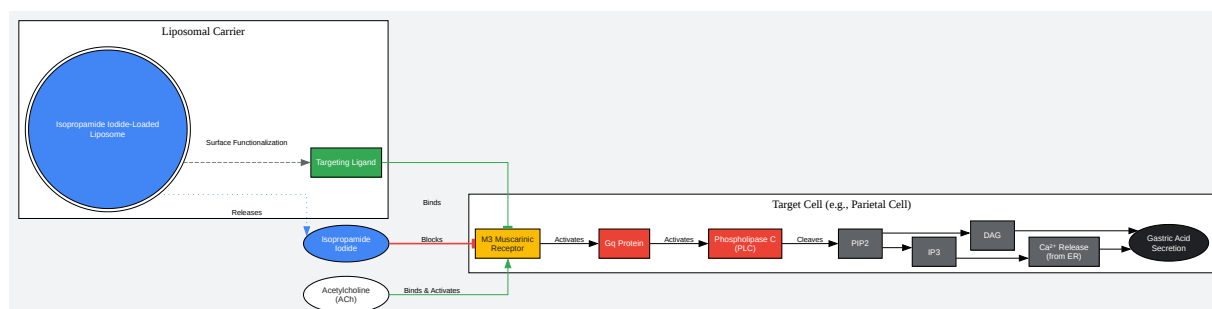 Liposomal Carrier
Isopropamide Iodide-Loaded
Liposome
Surface Functionalization
Targeting Ligand
Releases
Binds
Target Cell (e.g., Parietal Cell)
Isopropamide
Iodide
Blocks
M3 Muscarinic
Receptor
Activates
Gq Protein
Activates
Phospholipase C
(PLC)
Cleaves
PIP2
DAG
IP3
Ca²⁺ Release
(from ER)
Gastric Acid
Secretion
Acetylcholine
(ACh)
Binds & Activates